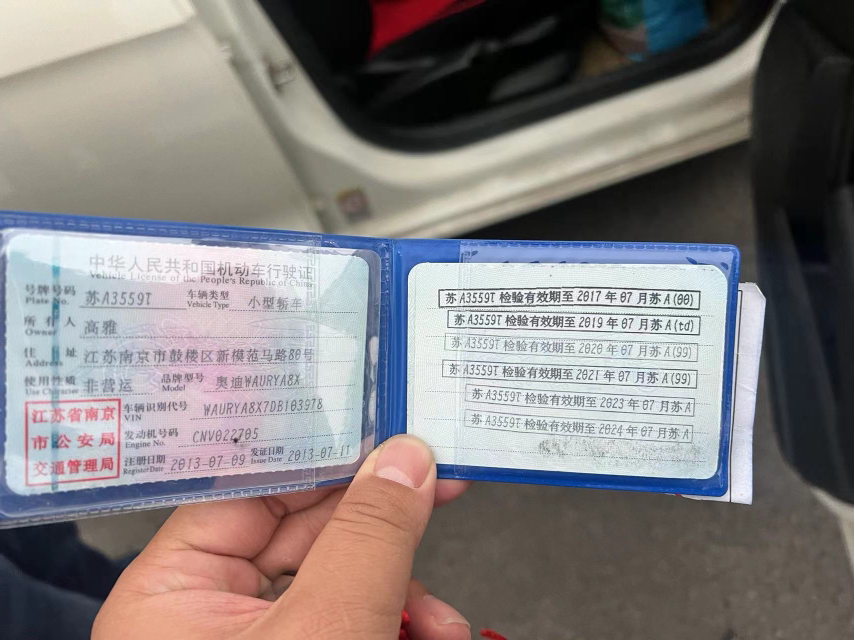 中华人民共和国机动车行驶证
Vehicle License of the People's Republic of China
号牌号码 苏A3559T 车辆类型 小型轿车
Plate No. Vehicle Type
所有人 高雅
Owner
住址 江苏南京市鼓楼区新模范马路80号
Address
使用性质 非营运 品牌型号 奥迪WAURYA8X
Use Character Model
江苏省南京
市公安局
交通管理局
车辆识别代号 WAURYA8X7DB103978
VIN
发动机号码 CNV022705
Engine No.
注册日期 2013-07-09 发证日期 2013-07-11
Register Date Issue Date
苏A3559T 检验有效期至 2017 年 07 月苏 A(00)
苏A3559T 检验有效期至 2019 年 07 月苏 A(td)
苏A3559T 检验有效期至 2020 年 07 月苏 A(99)
苏A3559T 检验有效期至 2021 年 07 月苏 A(99)
苏A3559T 检验有效期至 2023 年 07 月苏 A
苏A3559T 检验有效期至 2024 年 07 月苏 A